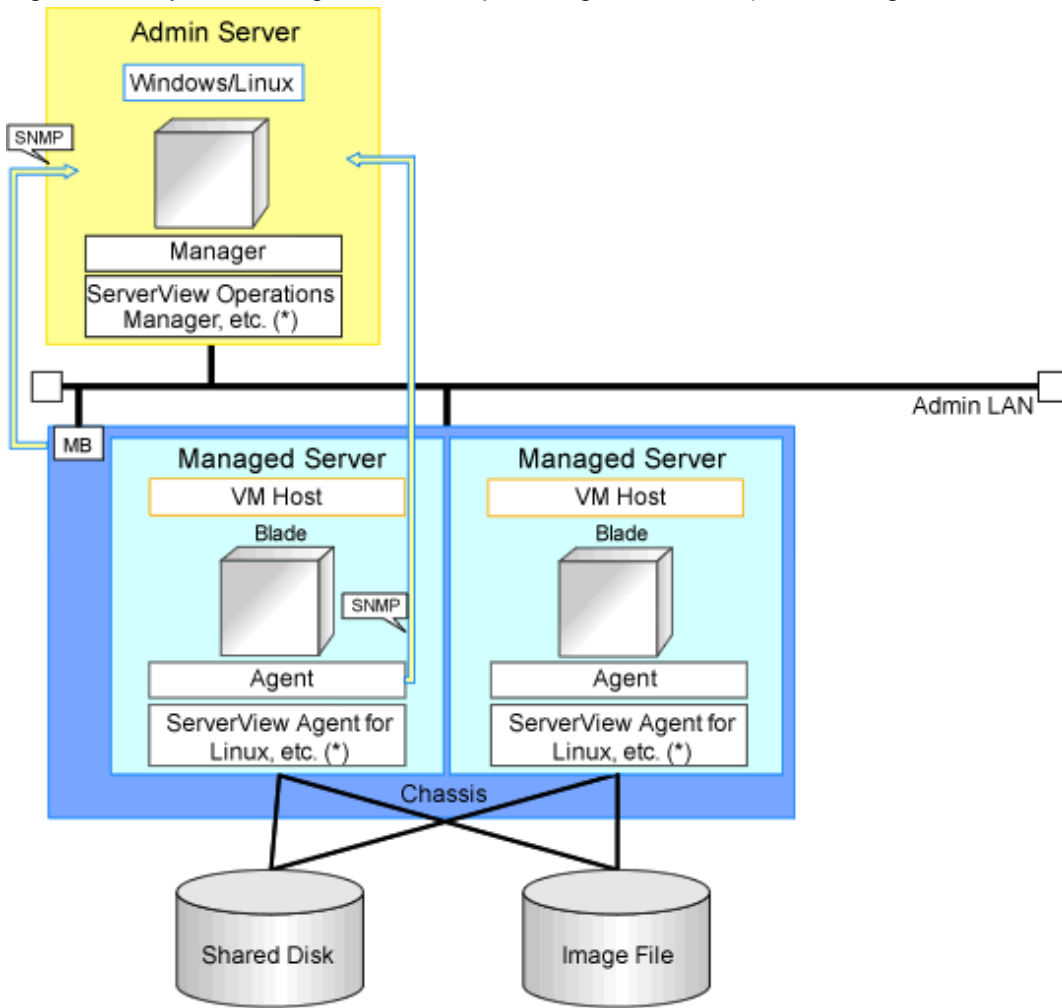 Admin Server
Windows/Linux
SNMP
Manager
ServerView Operations
Manager, etc. (*)
Admin LAN
MB
Managed Server
VM Host
Blade
SNMP
Agent
ServerView Agent for
Linux, etc. (*)
Managed Server
VM Host
Blade
Agent
ServerView Agent for
Linux, etc. (*)
Chassis
Shared Disk
Image File